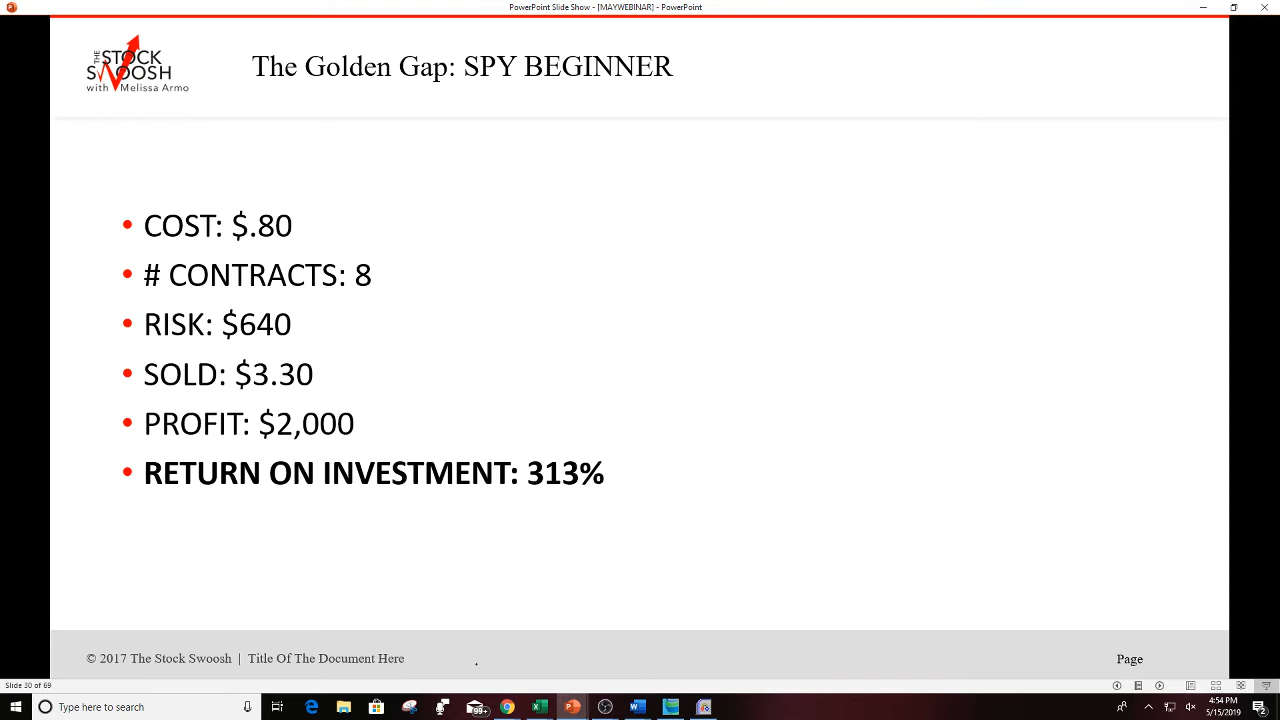 PowerPoint Slide Show - [MAYWEBINAR] - PowerPoint
THE
STOCK
SWOOSH
with Melissa Armo
The Golden Gap: SPY BEGINNER
• COST: $.80
• # CONTRACTS: 8
• RISK: $640
• SOLD: $3.30
• PROFIT: $2,000
• RETURN ON INVESTMENT: 313%
© 2017 The Stock Swoosh | Title Of The Document Here
.
Page
Slide 30 of 69
Type here to search
99+
4:54 PM
5/15/2019
2